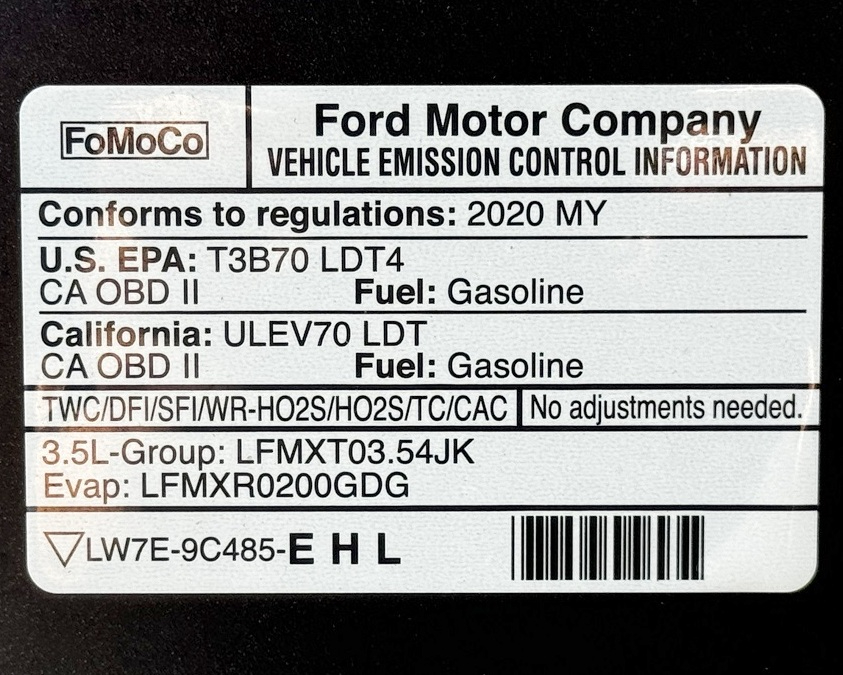 FoMoCo
Ford Motor Company
VEHICLE EMISSION CONTROL INFORMATION
Conforms to regulations: 2020 MY
U.S. EPA: T3B70 LDT4
CA OBD II Fuel: Gasoline
California: ULEV70 LDT
CA OBD II Fuel: Gasoline
TWC/DFI/SFI/WR-HO2S/HO2S/TC/CAC No adjustments needed.
3.5L-Group: LFMXT03.54JK
Evap: LFMXR0200GDG
LW7E-9C485-E H L